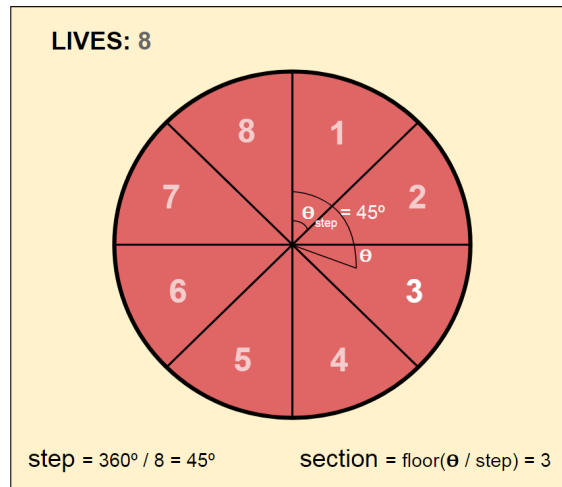 LIVES: 8
8 1
7 2
θstep = 45º
θ
6 3
5 4
step = 360º / 8 = 45º
section = floor(θ / step) = 3